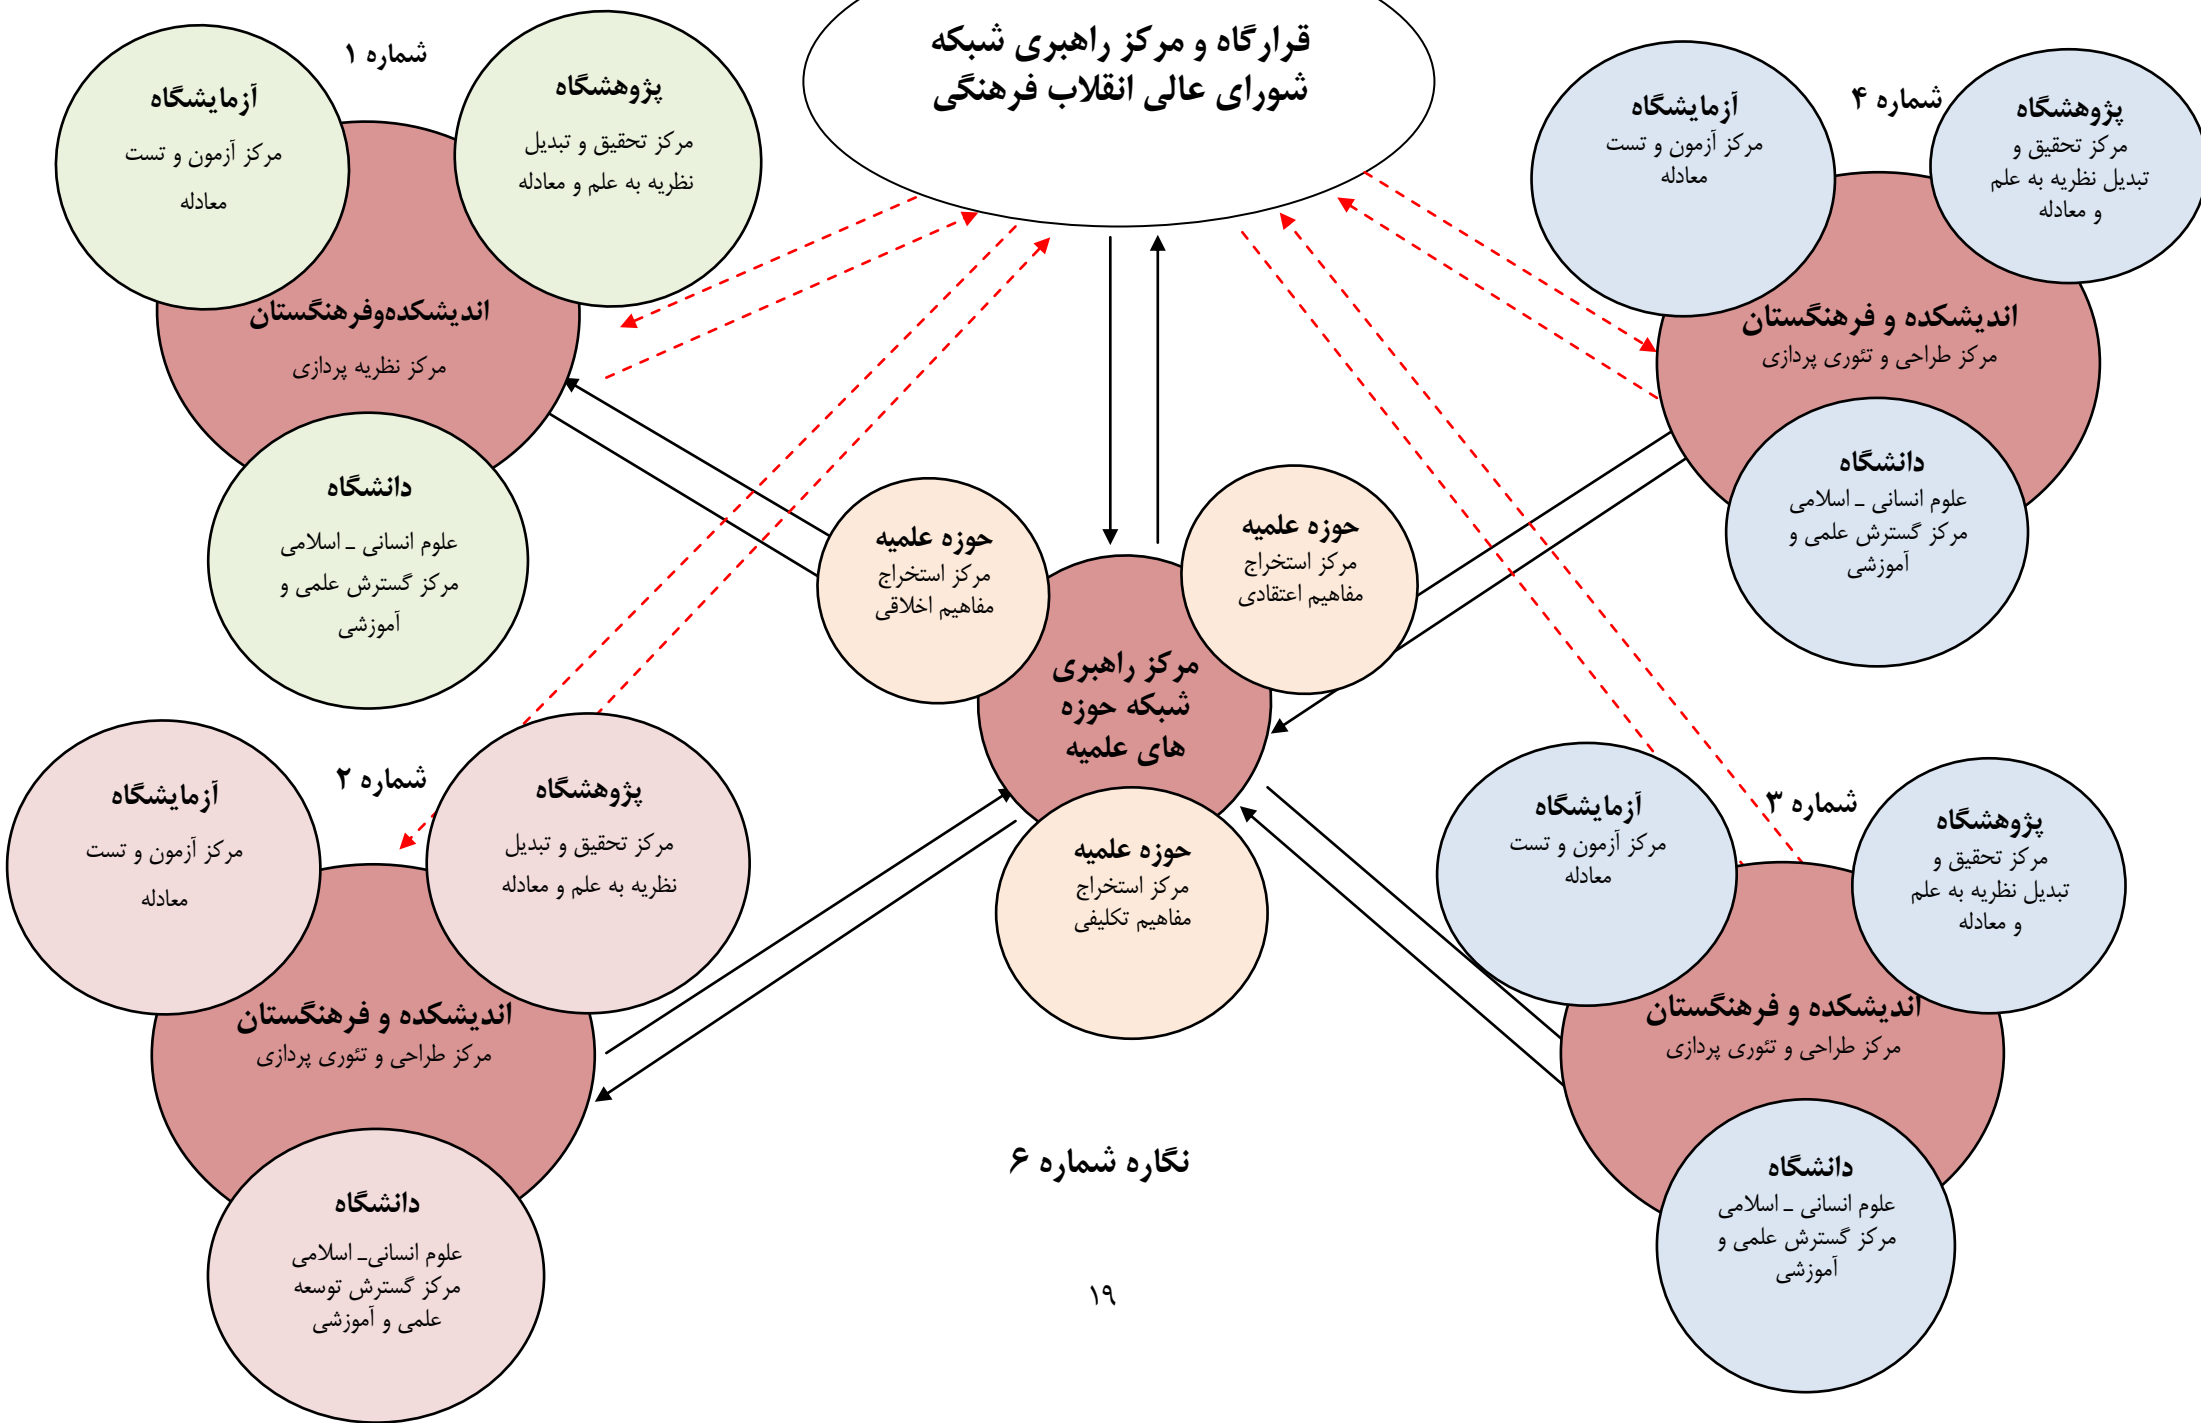 قرارگاه و مرکز راهبری شبکه
شورای عالی انقلاب فرهنگی
شماره ۱
آزمایشگاه
مرکز آزمون و تست
معادله
پژوهشگاه
مرکز تحقیق و تبدیل
نظریه به علم و معادله
اندیشکده‌وفرهنگستان
مرکز نظریه پردازی
دانشگاه
علوم انسانی ـ اسلامی
مرکز گسترش علمی و
آموزشی
شماره ۴
آزمایشگاه
مرکز آزمون و تست
معادله
پژوهشگاه
مرکز تحقیق و
تبدیل نظریه به علم
و معادله
اندیشکده و فرهنگستان
مرکز طراحی و تئوری پردازی
دانشگاه
علوم انسانی ـ اسلامی
مرکز گسترش علمی و
آموزشی
حوزه علمیه
مرکز استخراج
مفاهیم اعتقادی
حوزه علمیه
مرکز استخراج
مفاهیم اخلاقی
مرکز راهبری
شبکه حوزه
های علمیه
حوزه علمیه
مرکز استخراج
مفاهیم تکلیفی
شماره ۲
آزمایشگاه
مرکز آزمون و تست
معادله
پژوهشگاه
مرکز تحقیق و تبدیل
نظریه به علم و معادله
اندیشکده و فرهنگستان
مرکز طراحی و تئوری پردازی
دانشگاه
علوم انسانی‌ـ اسلامی
مرکز گسترش توسعه
علمی و آموزشی
شماره ۳
آزمایشگاه
مرکز آزمون و تست
معادله
پژوهشگاه
مرکز تحقیق و
تبدیل نظریه به علم
و معادله
اندیشکده و فرهنگستان
مرکز طراحی و تئوری پردازی
دانشگاه
علوم انسانی ـ اسلامی
مرکز گسترش علمی و
آموزشی
نگاره شماره ۶
۱۹